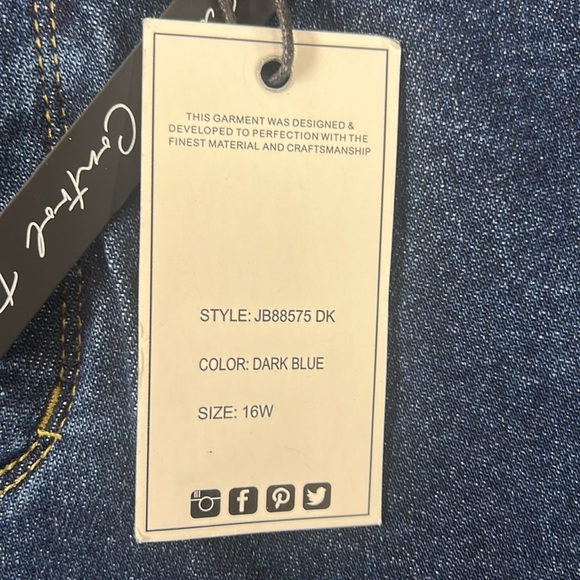 THIS GARMENT WAS DESIGNED &
DEVELOPED TO PERFECTION WITH THE
FINEST MATERIAL AND CRAFTSMANSHIP
STYLE: JB88575 DK
COLOR: DARK BLUE
SIZE: 16W
Control